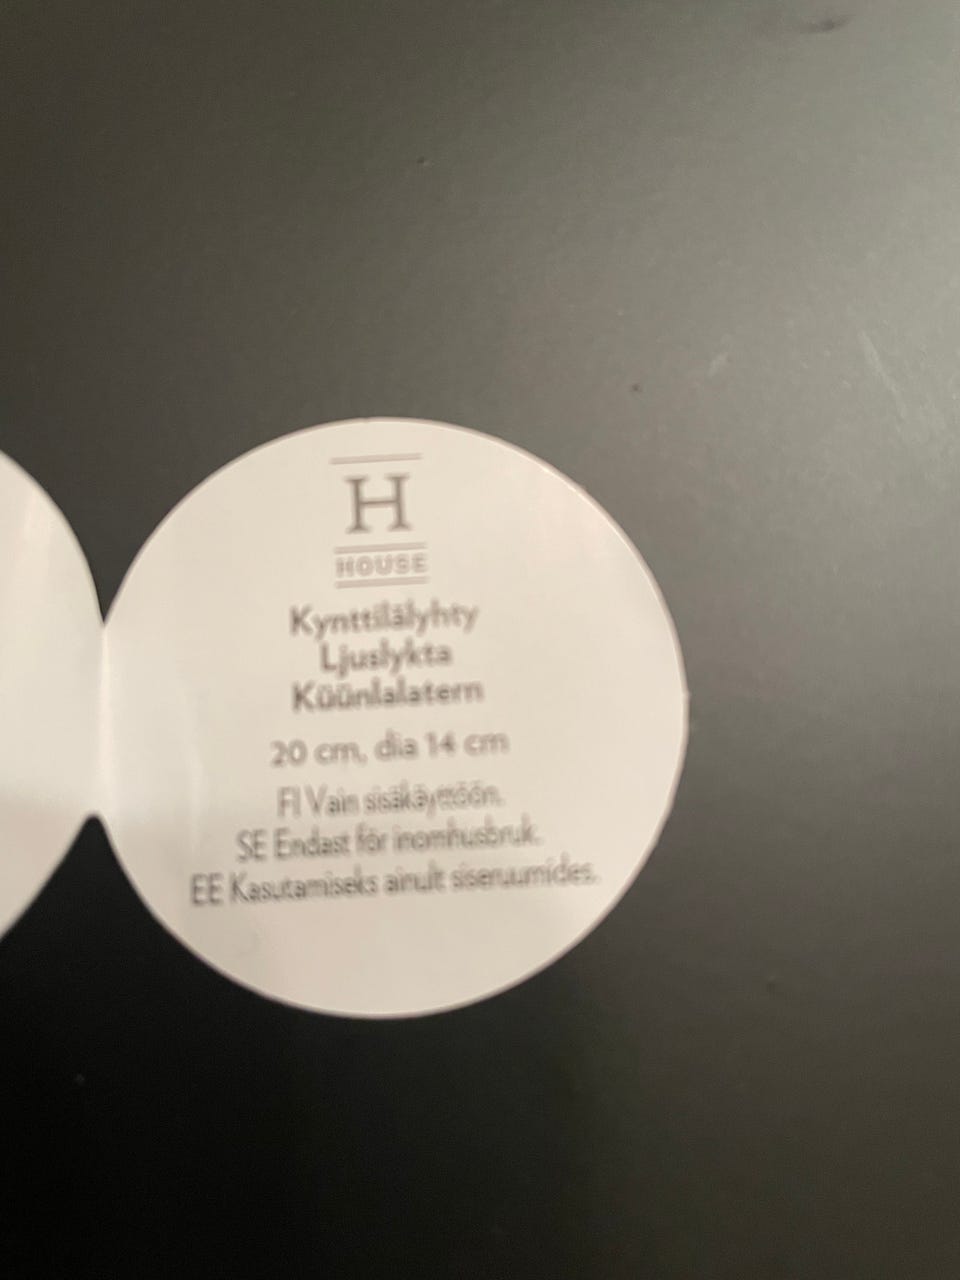 H
HOUSE
Kynttilälyhty
Ljuslykta
Küünlalatern
20 cm, dia 14 cm
FI Vain sisäkäyttöön.
SE Endast för inomhusbruk.
EE Kasutamiseks ainult siseruumides.